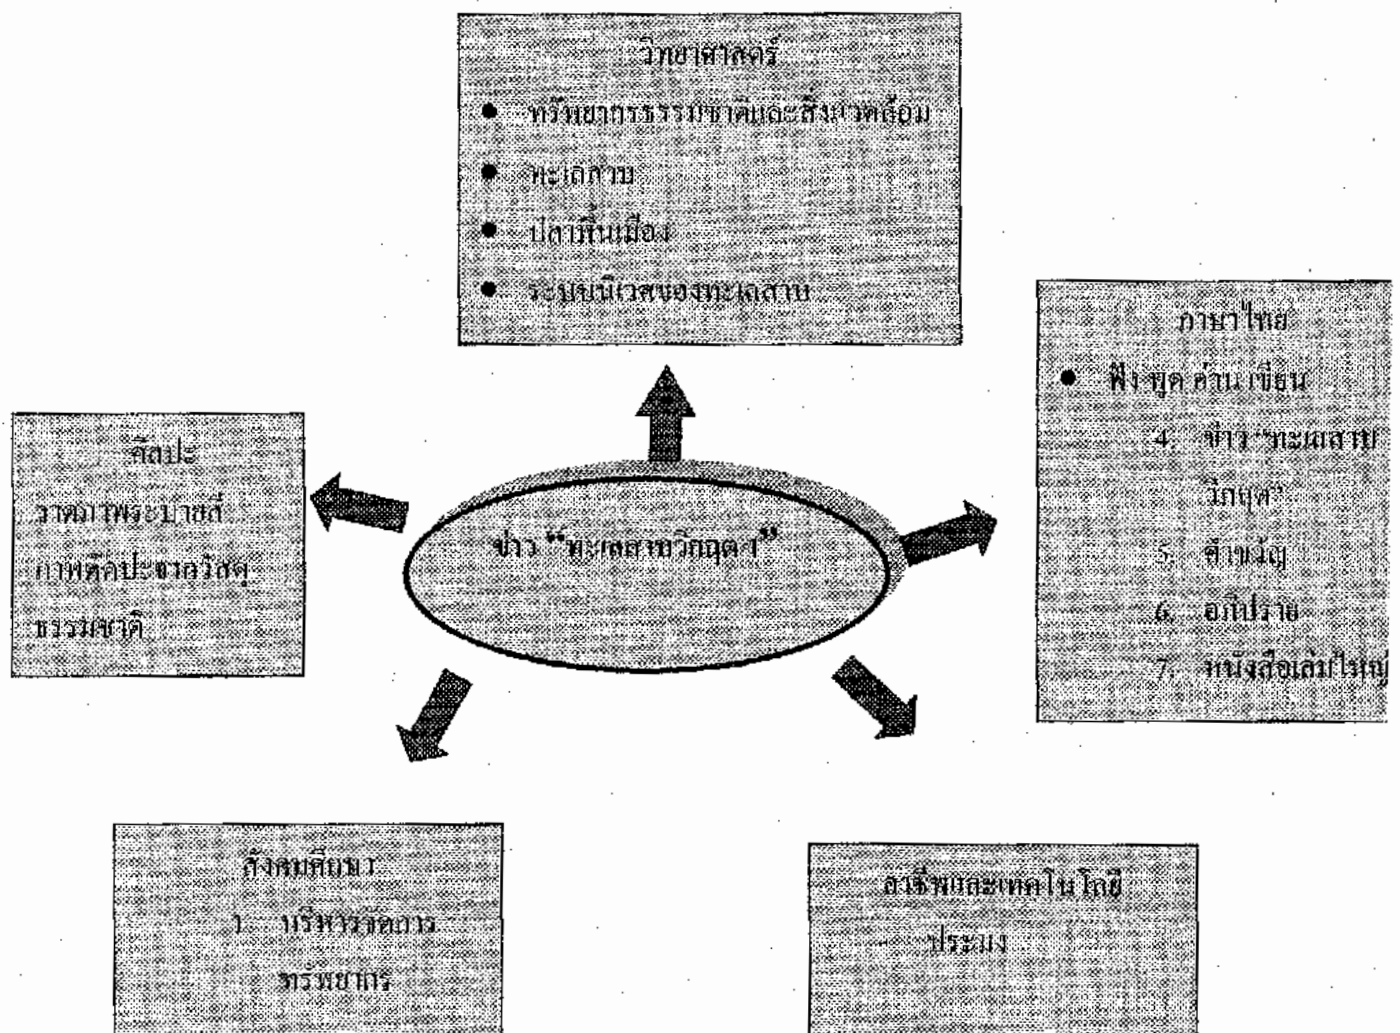 วิทยาศาสตร์
● ทรัพยากรธรรมชาติและสิ่งแวดล้อม
● ทะเลสาบ
● ปลาพื้นเมือง
● ระบบนิเวศของทะเลสาบ
ภาษาไทย
● ฟัง พูด อ่าน เขียน
4. ข่าว “ทะเลสาบ
วิกฤต”
5. คำขวัญ
6. อภิปราย
7. หนังสือเล่มใหญ่
ศิลปะ
วาดภาพระบายสี
ภาพศิลปะจากวัสดุ
ธรรมชาติ
ข่าว “ทะเลสาบวิกฤต ”
สังคมศึกษา
1. บริหารจัดการ
ทรัพยากร
อาชีพและเทคโนโลยี
- ประมง